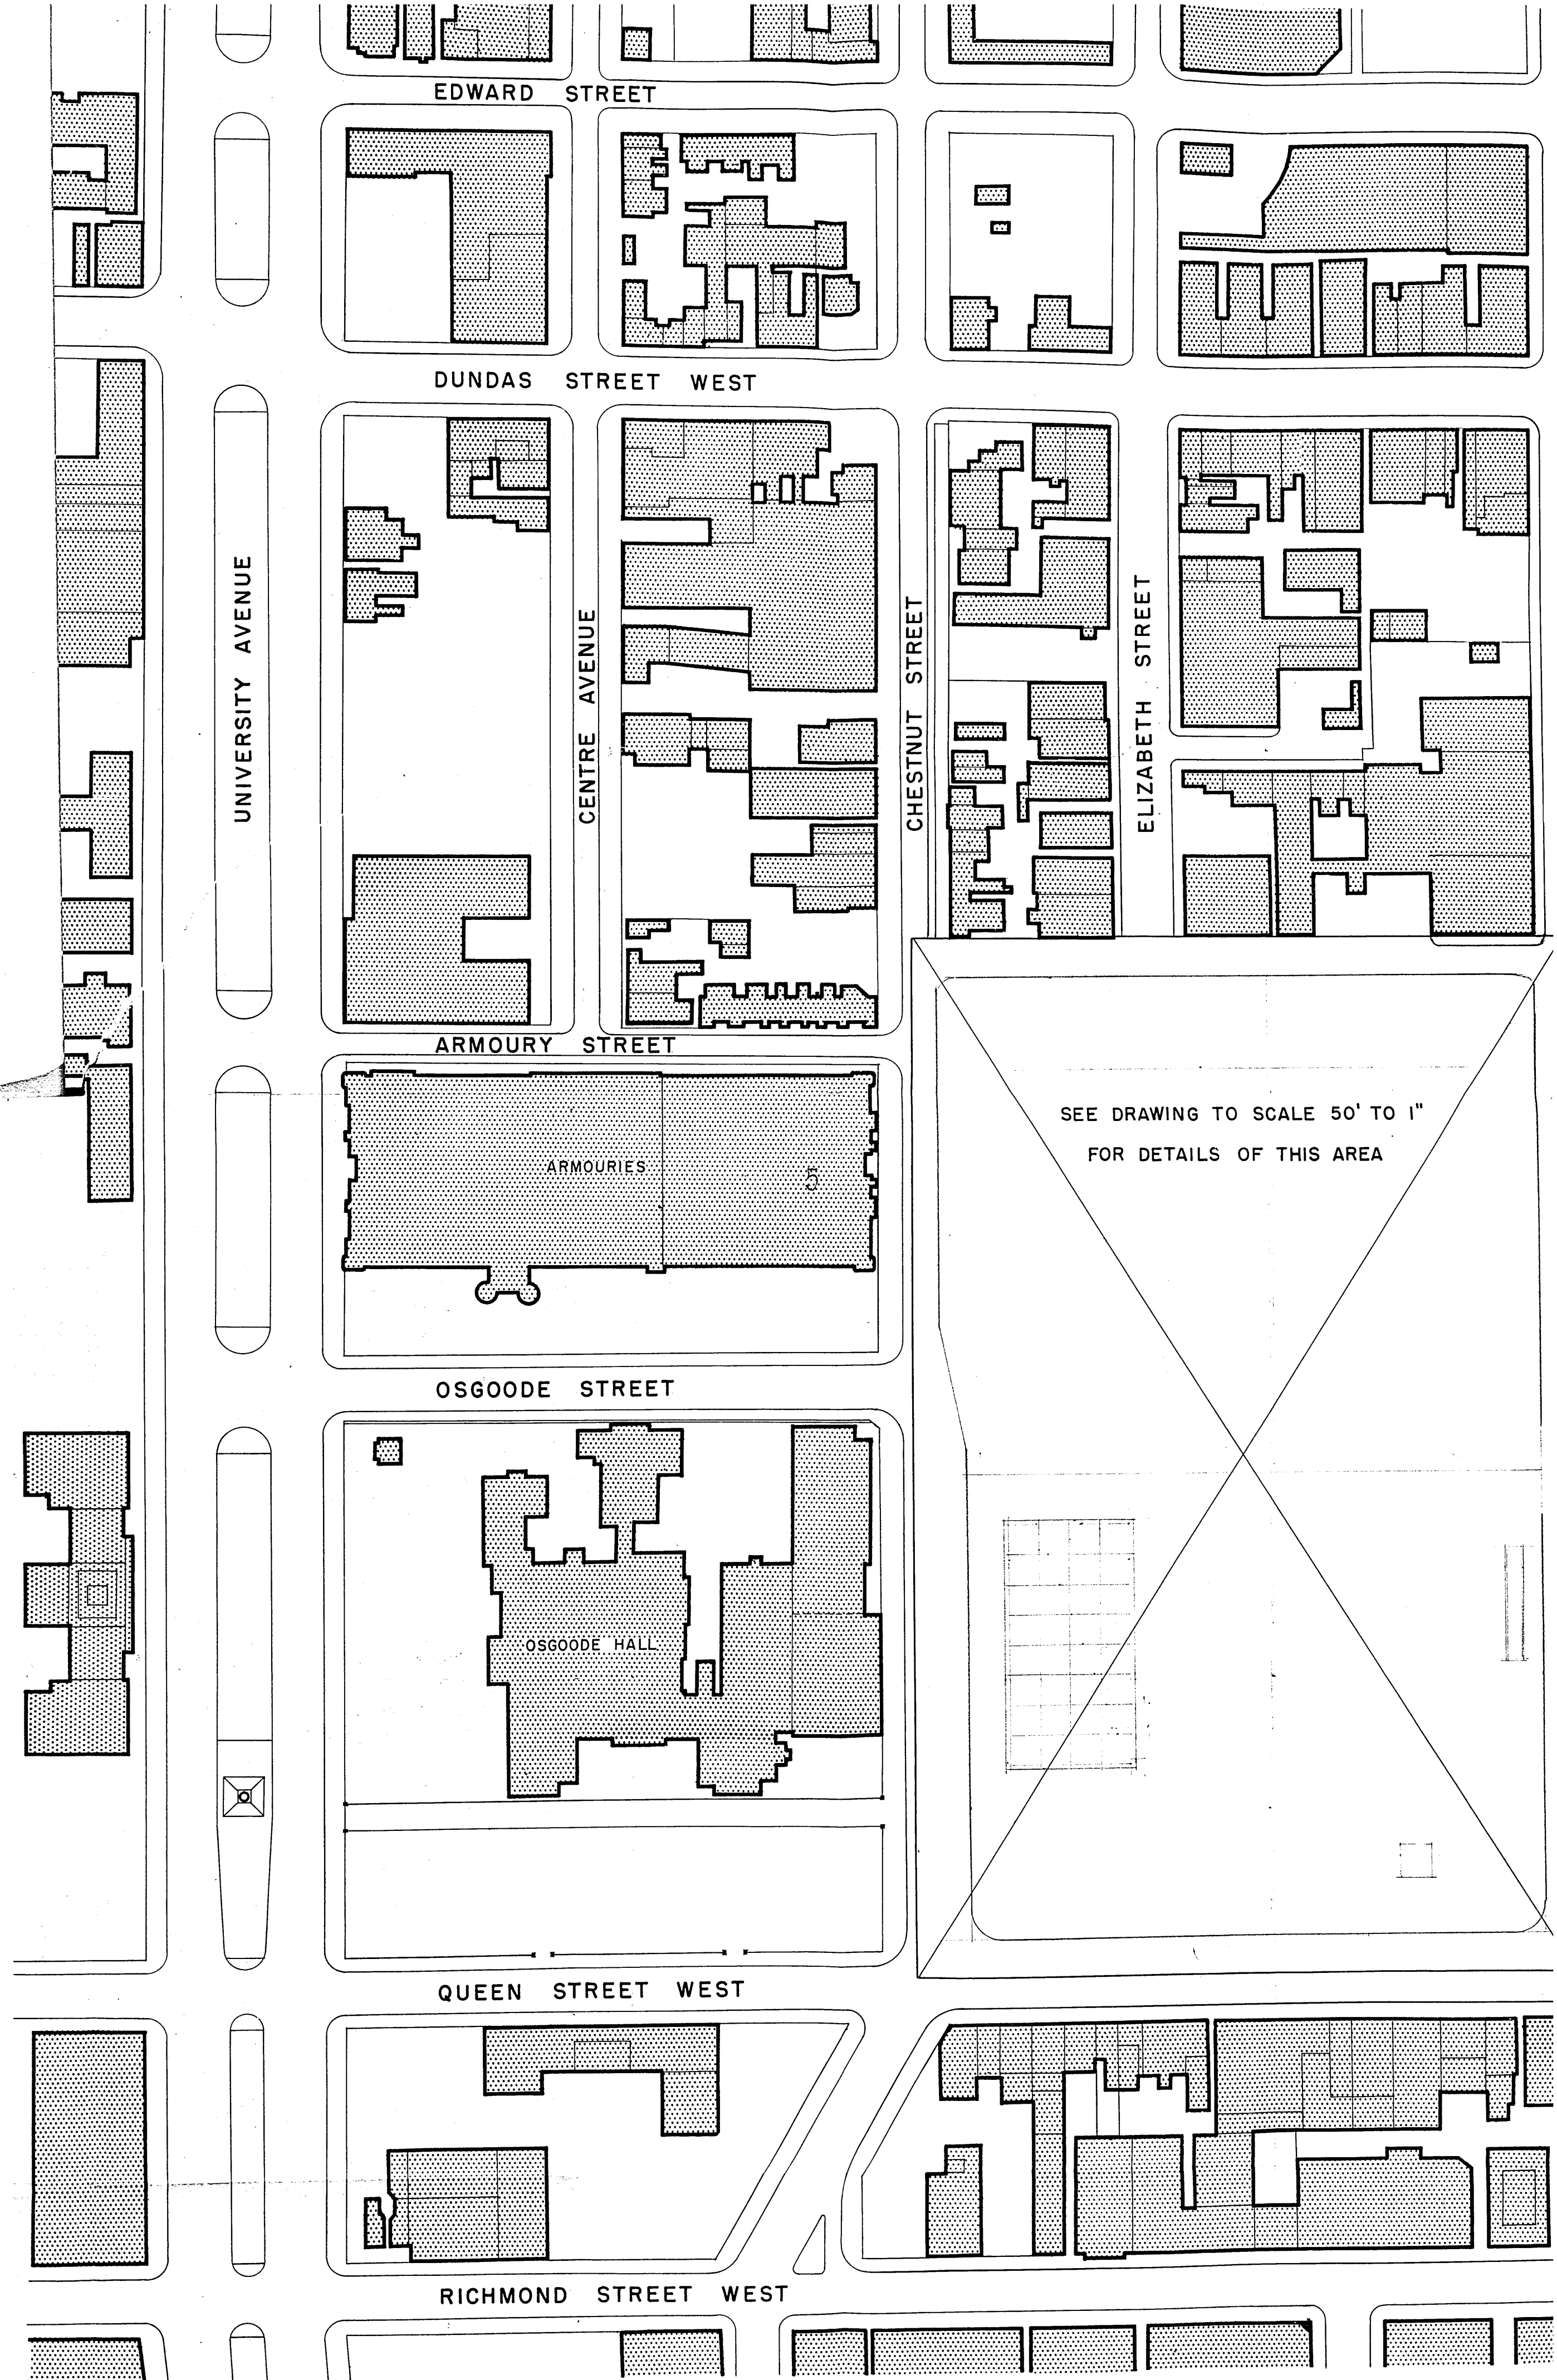 EDWARD STREET
DUNDAS STREET WEST
UNIVERSITY AVENUE
CENTRE AVENUE
CHESTNUT STREET
ELIZABETH STREET
ARMOURY STREET
SEE DRAWING TO SCALE 50' TO 1"
FOR DETAILS OF THIS AREA
ARMOURIES
5
OSGOODE STREET
OSGOODE HALL
QUEEN STREET WEST
RICHMOND STREET WEST